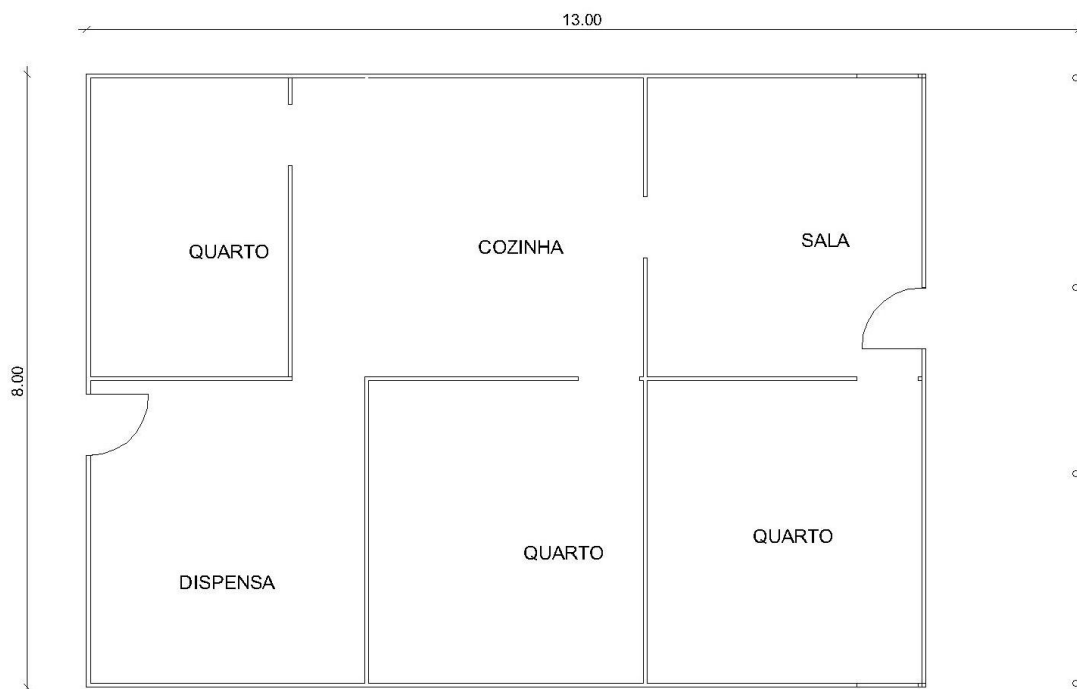 13.00
8.00
QUARTO
COZINHA
SALA
DISPENSA
QUARTO
QUARTO